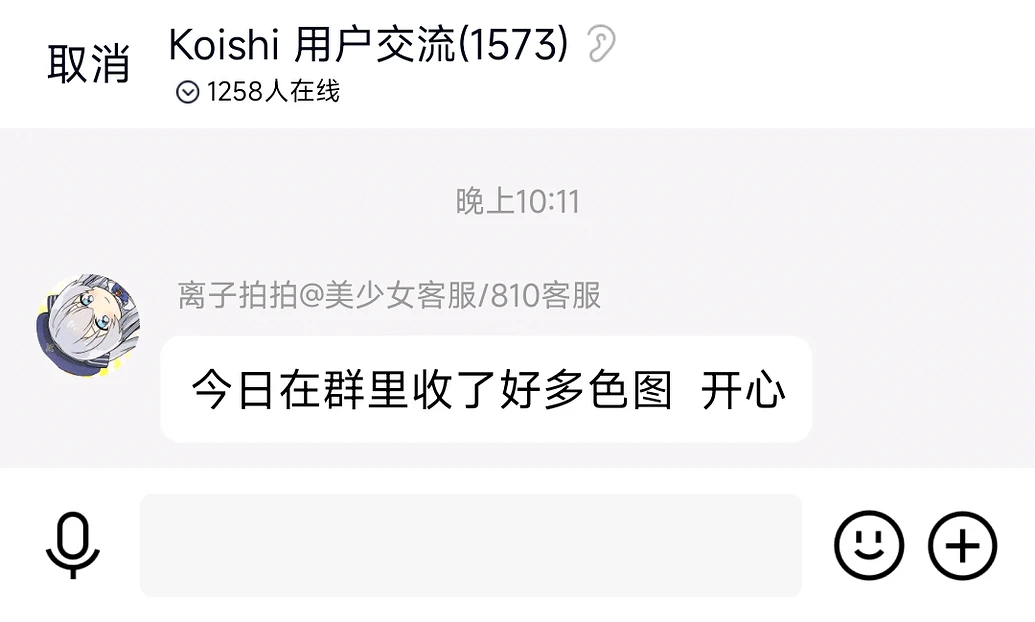 取消
Koishi 用户交流(1573)
1258人在线
晚上10:11
离子拍拍@美少女客服/810客服
今日在群里收了好多色图 开心